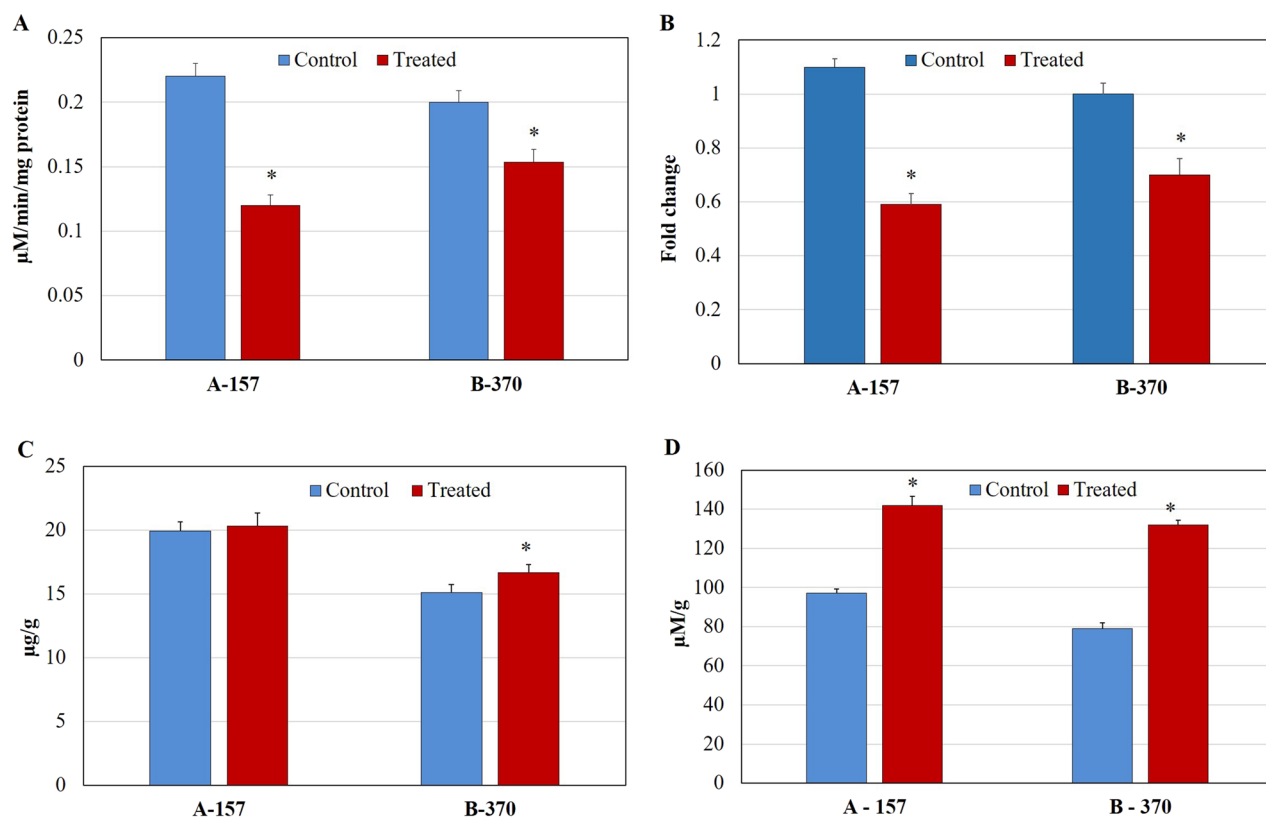 A
µM/min/mg protein
0.25
0.2
0.15
0.1
0.05
0
Control Treated
*
*
A-157 B-370
B
Fold change
1.2
1
0.8
0.6
0.4
0.2
0
Control Treated
*
*
A-157 B-370
C
µg/g
25
20
15
10
5
0
Control Treated
*
A-157 B-370
D
µM/g
160
140
120
100
80
60
40
20
0
Control Treated
*
*
A - 157 B - 370